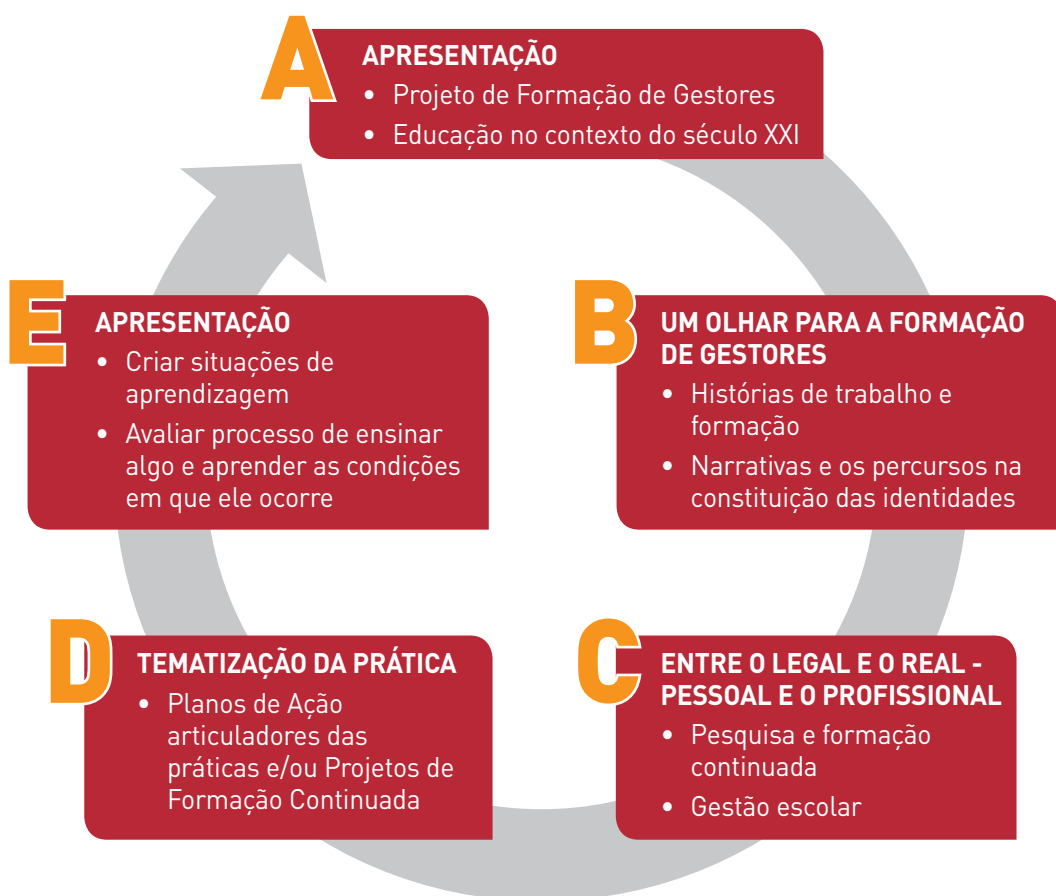 A
APRESENTAÇÃO
• Projeto de Formação de Gestores
• Educação no contexto do século XXI
B
UM OLHAR PARA A FORMAÇÃO
DE GESTORES
• Histórias de trabalho e
formação
• Narrativas e os percursos na
constituição das identidades
C
ENTRE O LEGAL E O REAL -
PESSOAL E O PROFISSIONAL
• Pesquisa e formação
continuada
• Gestão escolar
D
TEMATIZAÇÃO DA PRÁTICA
• Planos de Ação
articuladores das
práticas e/ou Projetos de
Formação Continuada
E
APRESENTAÇÃO
• Criar situações de
aprendizagem
• Avaliar processo de ensinar
algo e aprender as condições
em que ele ocorre